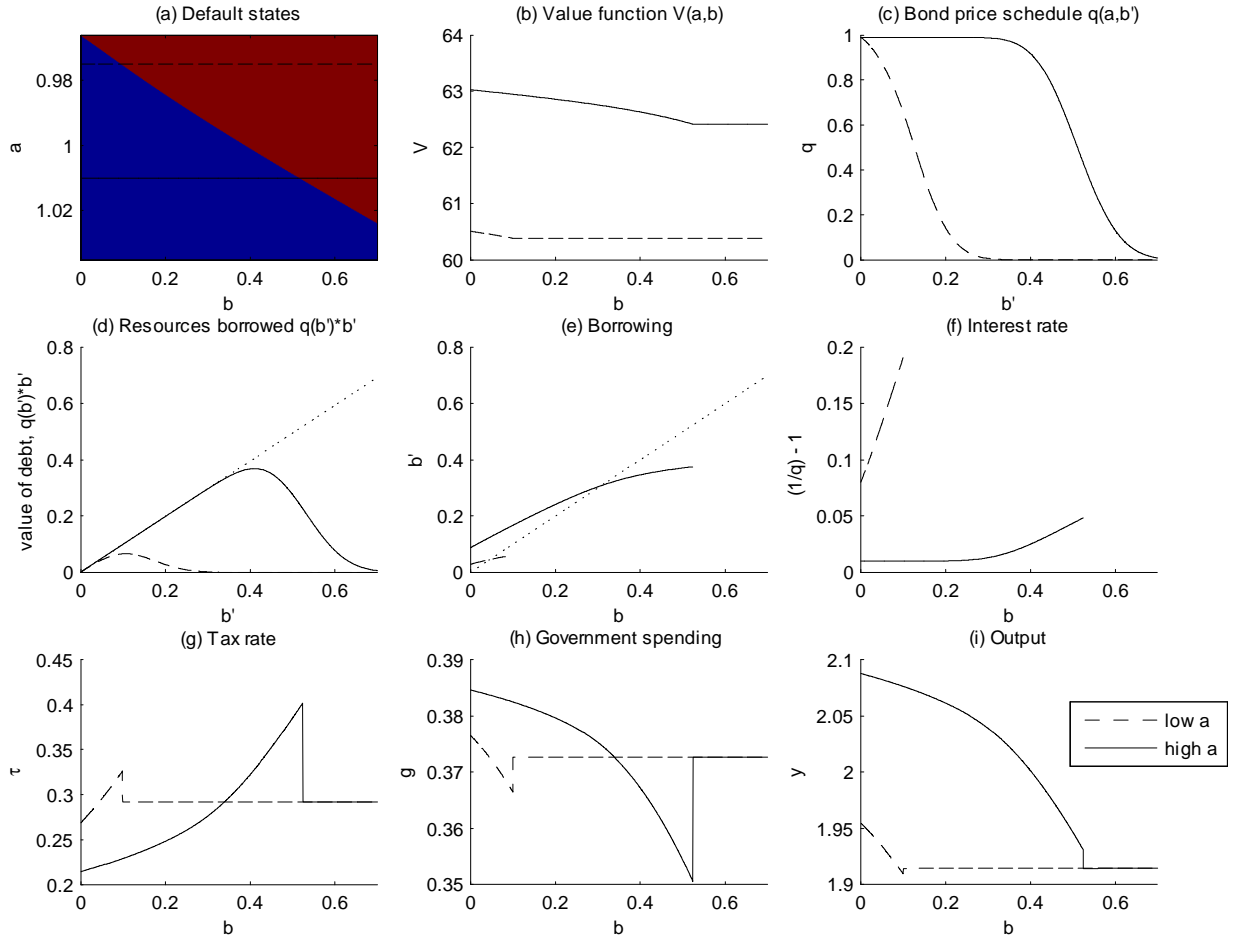 (a) Default states
a
0.98
1
1.02
0
0.2
0.4
0.6
b
(b) Value function V(a,b)
V
64
63
62
61
60
0
0.2
0.4
0.6
b
(c) Bond price schedule q(a,b')
q
1
0.8
0.6
0.4
0.2
0
0
0.2
0.4
0.6
b'
(d) Resources borrowed q(b')*b'
value of debt, q(b')*b'
0.8
0.6
0.4
0.2
0
0
0.2
0.4
0.6
b'
(e) Borrowing
b'
0.8
0.6
0.4
0.2
0
0
0.2
0.4
0.6
b
(f) Interest rate
(1/q) - 1
0.2
0.15
0.1
0.05
0
0
0.2
0.4
0.6
b
(g) Tax rate
τ
0.45
0.4
0.35
0.3
0.25
0.2
0
0.2
0.4
0.6
b
(h) Government spending
g
0.39
0.38
0.37
0.36
0.35
0
0.2
0.4
0.6
b
(i) Output
y
2.1
2.05
2
1.95
1.9
0
0.2
0.4
0.6
b
low a
high a